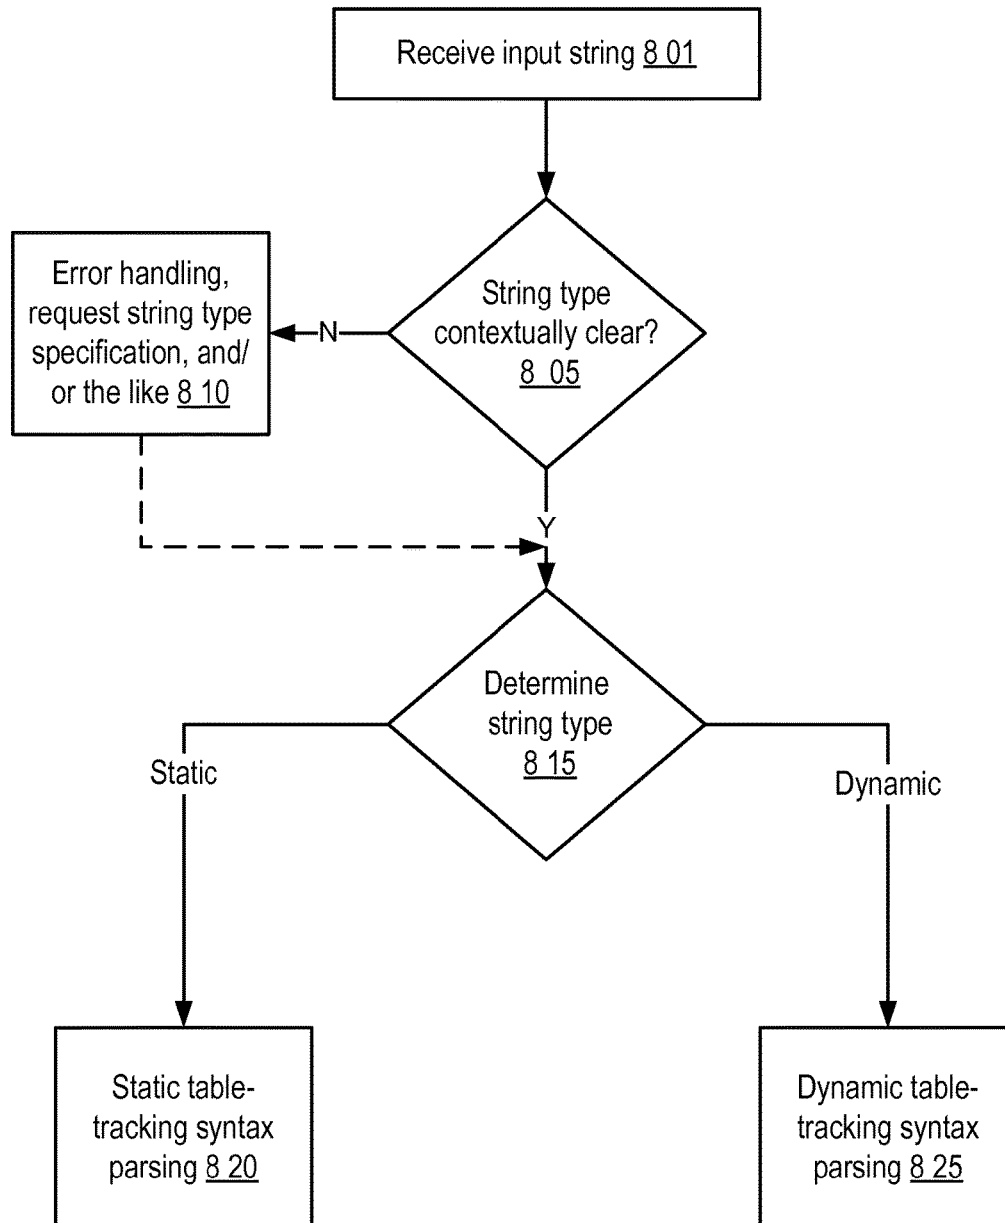 Receive input string 8 01
String type
contextually clear?
8 05
N
Error handling,
request string type
specification, and/
or the like 8 10
Y
Determine
string type
8 15
Static
Dynamic
Static table-
tracking syntax
parsing 8 20
Dynamic table-
tracking syntax
parsing 8 25